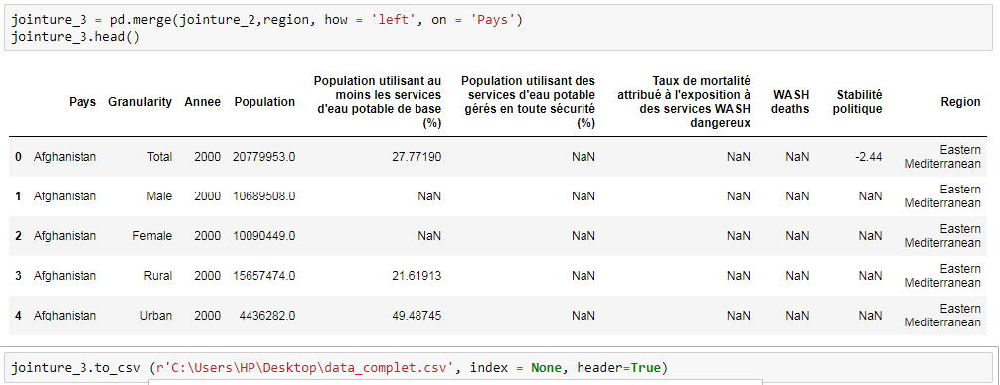 jointure_3 = pd.merge(jointure_2,region, how = 'left', on = 'Pays')
jointure_3.head()
Pays Granularity Annee Population Population utilisant au moins les services d'eau potable de base (%) Population utilisant des services d'eau potable gérés en toute sécurité (%) Taux de mortalité attribué à l'exposition à des services WASH dangereux WASH deaths Stabilité politique Region
0 Afghanistan Total 2000 20779953.0 27.77190 NaN NaN NaN -2.44 Eastern Mediterranean
1 Afghanistan Male 2000 10689508.0 NaN NaN NaN NaN NaN Eastern Mediterranean
2 Afghanistan Female 2000 10090449.0 NaN NaN NaN NaN NaN Eastern Mediterranean
3 Afghanistan Rural 2000 15657474.0 21.61913 NaN NaN NaN NaN Eastern Mediterranean
4 Afghanistan Urban 2000 4436282.0 49.48745 NaN NaN NaN NaN Eastern Mediterranean
jointure_3.to_csv (r'C:\Users\HP\Desktop\data_complet.csv', index = None, header=True)